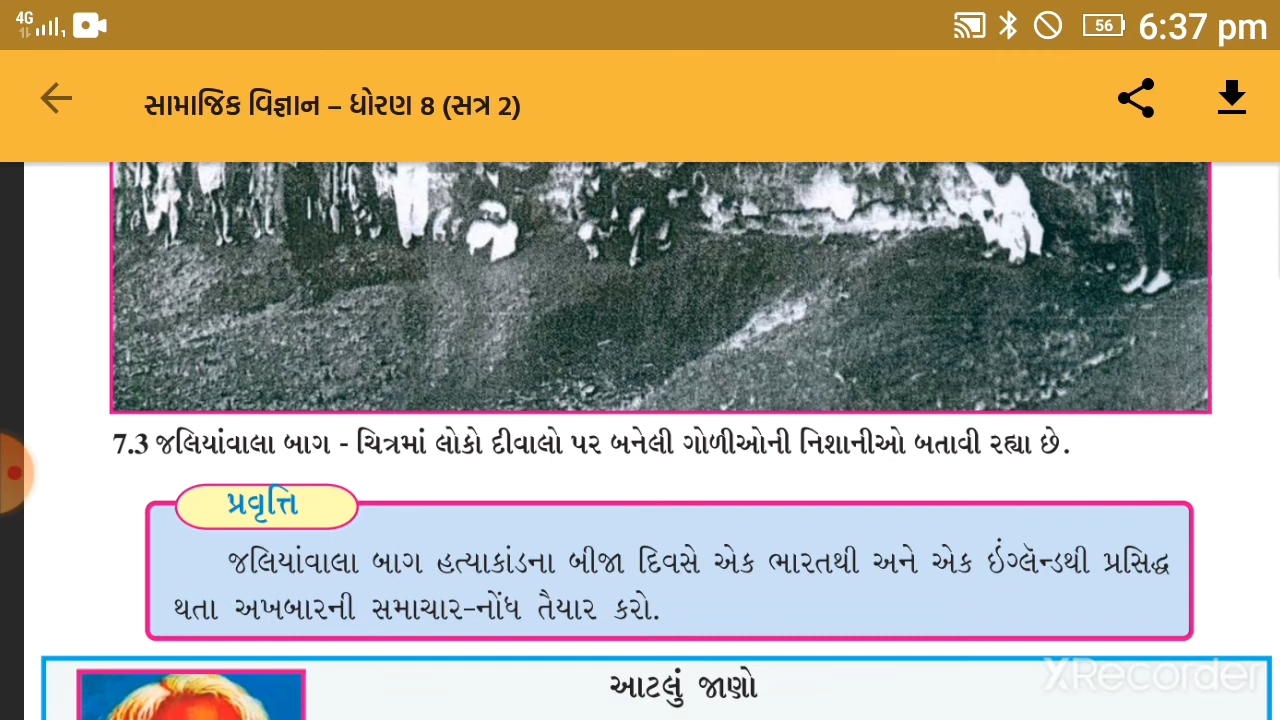 4G
56 6:37 pm
સામાજિક વિજ્ઞાન – ધોરણ 8 (સત્ર 2)
7.3 જલિયાંવાલા બાગ - ચિત્રમાં લોકો દીવાલો પર બનેલી ગોળીઓની નિશાનીઓ બતાવી રહ્યા છે.
પ્રવૃત્તિ
જલિયાંવાલા બાગ હત્યાકાંડના બીજા દિવસે એક ભારતથી અને એક ઇંગ્લૅન્ડથી પ્રસિદ્ધ
થતા અખબારની સમાચાર-નોંધ તૈયાર કરો.
આટલું જાણો
XRecorder